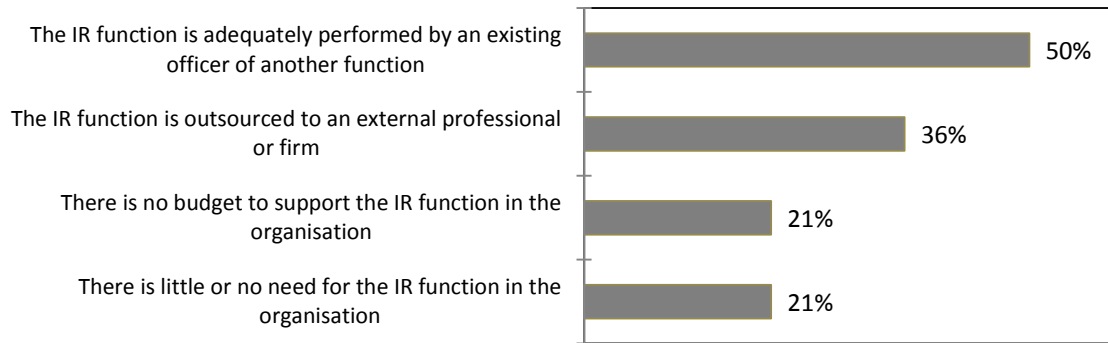 The IR function is adequately performed by an existing
officer of another function
50%
The IR function is outsourced to an external professional
or firm
36%
There is no budget to support the IR function in the
organisation
21%
There is little or no need for the IR function in the
organisation
21%